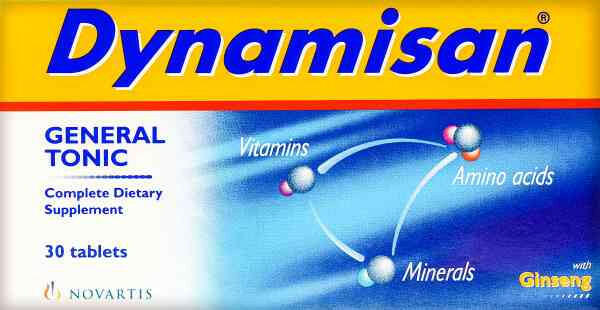 Dynamisan®
GENERAL
TONIC
Complete Dietary
Supplement
30 tablets
NOVARTIS
Vitamins
Amino acids
Minerals
with
Ginseng